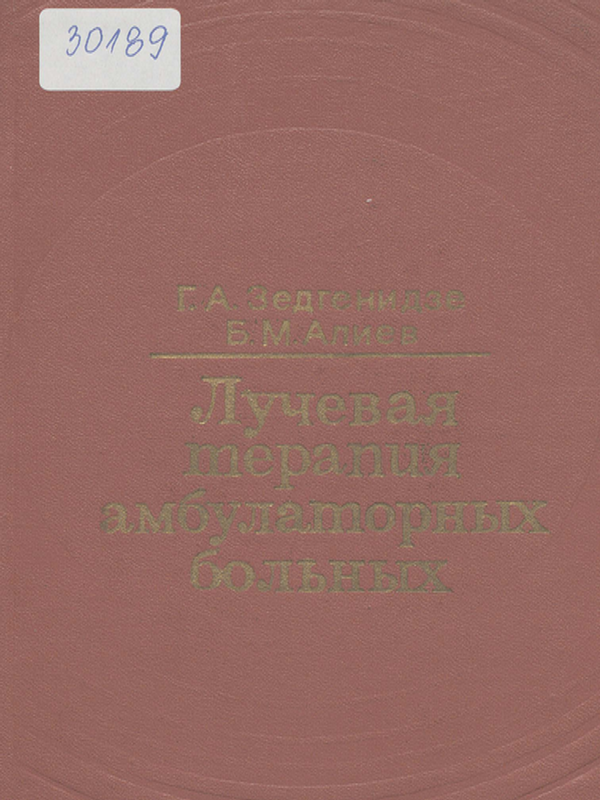 30189
Г. А. Зедгенидзе
Б. М. Алиев
Лучевая
терапия
амбулаторных
больных